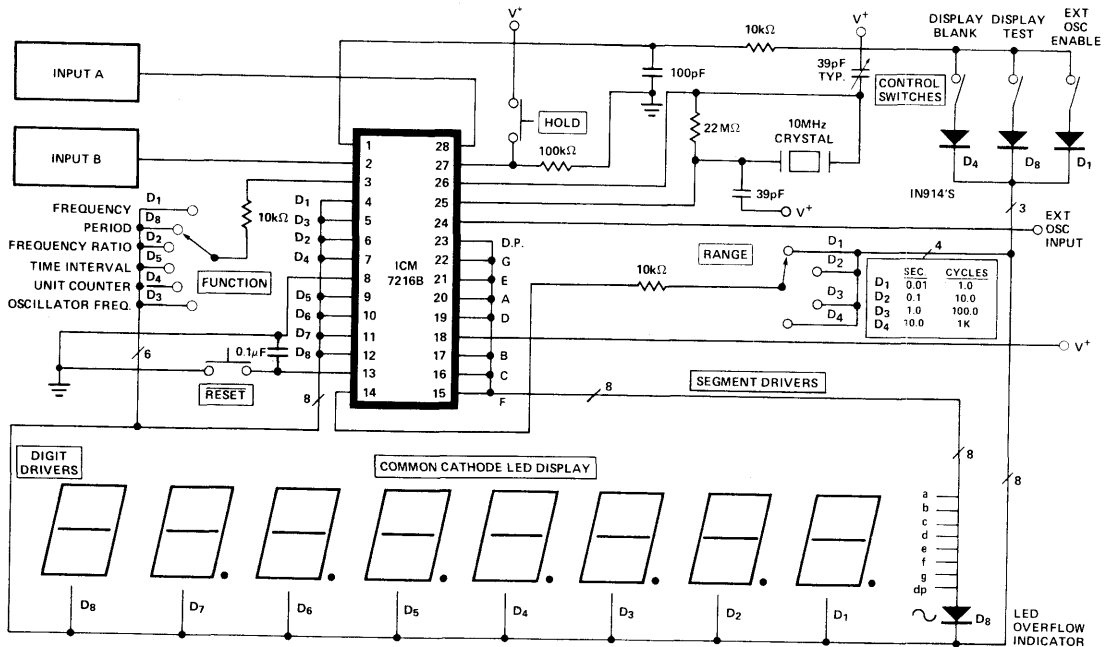 V+
DISPLAY BLANK
DISPLAY TEST
EXT OSC ENABLE
V+
10kΩ
INPUT A
100pF
39pF TYP.
CONTROL SWITCHES
HOLD
22MΩ
10MHz CRYSTAL
INPUT B
100kΩ
39pF
V+
D4
D8
D1
IN914'S
3
EXT OSC INPUT
1
2
3
4
5
6
7
8
9
10
11
12
13
14
28
27
26
25
24
23
22
21
20
19
18
17
16
15
ICM 7216B
D1
D3
D2
D4
D5
D6
D7
D8
D.P.
G
E
A
D
B
C
F
FREQUENCY D1
PERIOD D8
FREQUENCY RATIO D2
TIME INTERVAL D5
UNIT COUNTER D4
OSCILLATOR FREQ. D3
10kΩ
FUNCTION
6
0.1μF
RESET
8
10kΩ
RANGE
D1
D2
D3
D4
4
SEC. CYCLES
D1 0.01 1.0
D2 0.1 10.0
D3 1.0 100.0
D4 10.0 1K
V+
8
SEGMENT DRIVERS
8
8
DIGIT DRIVERS
COMMON CATHODE LED DISPLAY
a
b
c
d
e
f
g
dp
D8
D7
D6
D5
D4
D3
D2
D1
D8
LED OVERFLOW INDICATOR